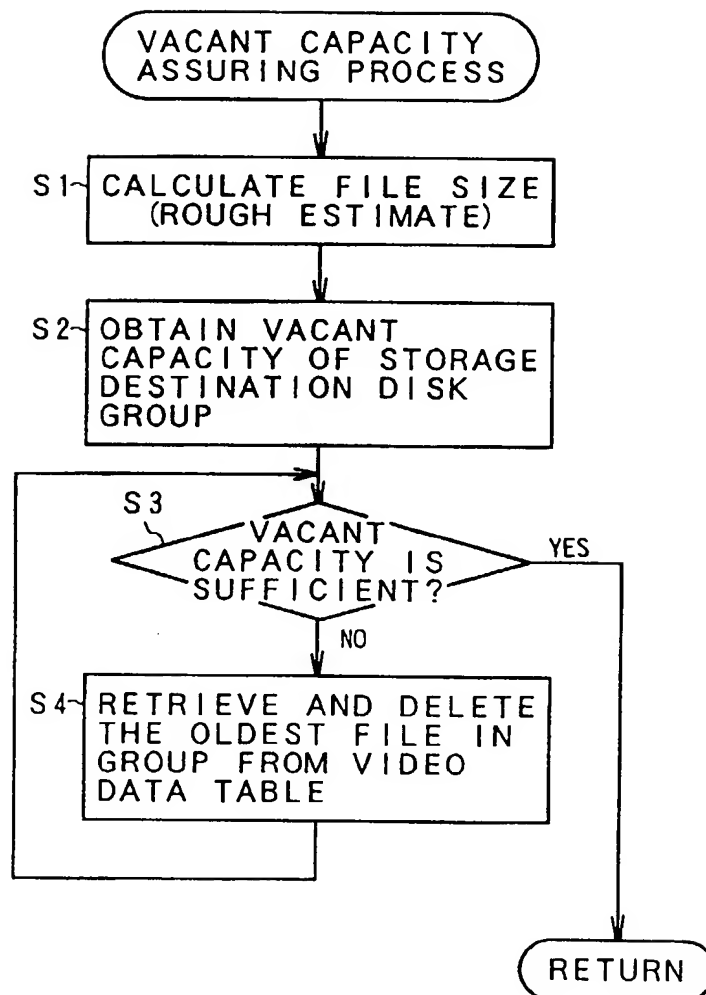 VACANT CAPACITY
ASSURING PROCESS
S1 CALCULATE FILE SIZE
(ROUGH ESTIMATE)
S2 OBTAIN VACANT
CAPACITY OF STORAGE
DESTINATION DISK
GROUP
S3
VACANT
CAPACITY IS
SUFFICIENT?
YES
NO
S4 RETRIEVE AND DELETE
THE OLDEST FILE IN
GROUP FROM VIDEO
DATA TABLE
RETURN